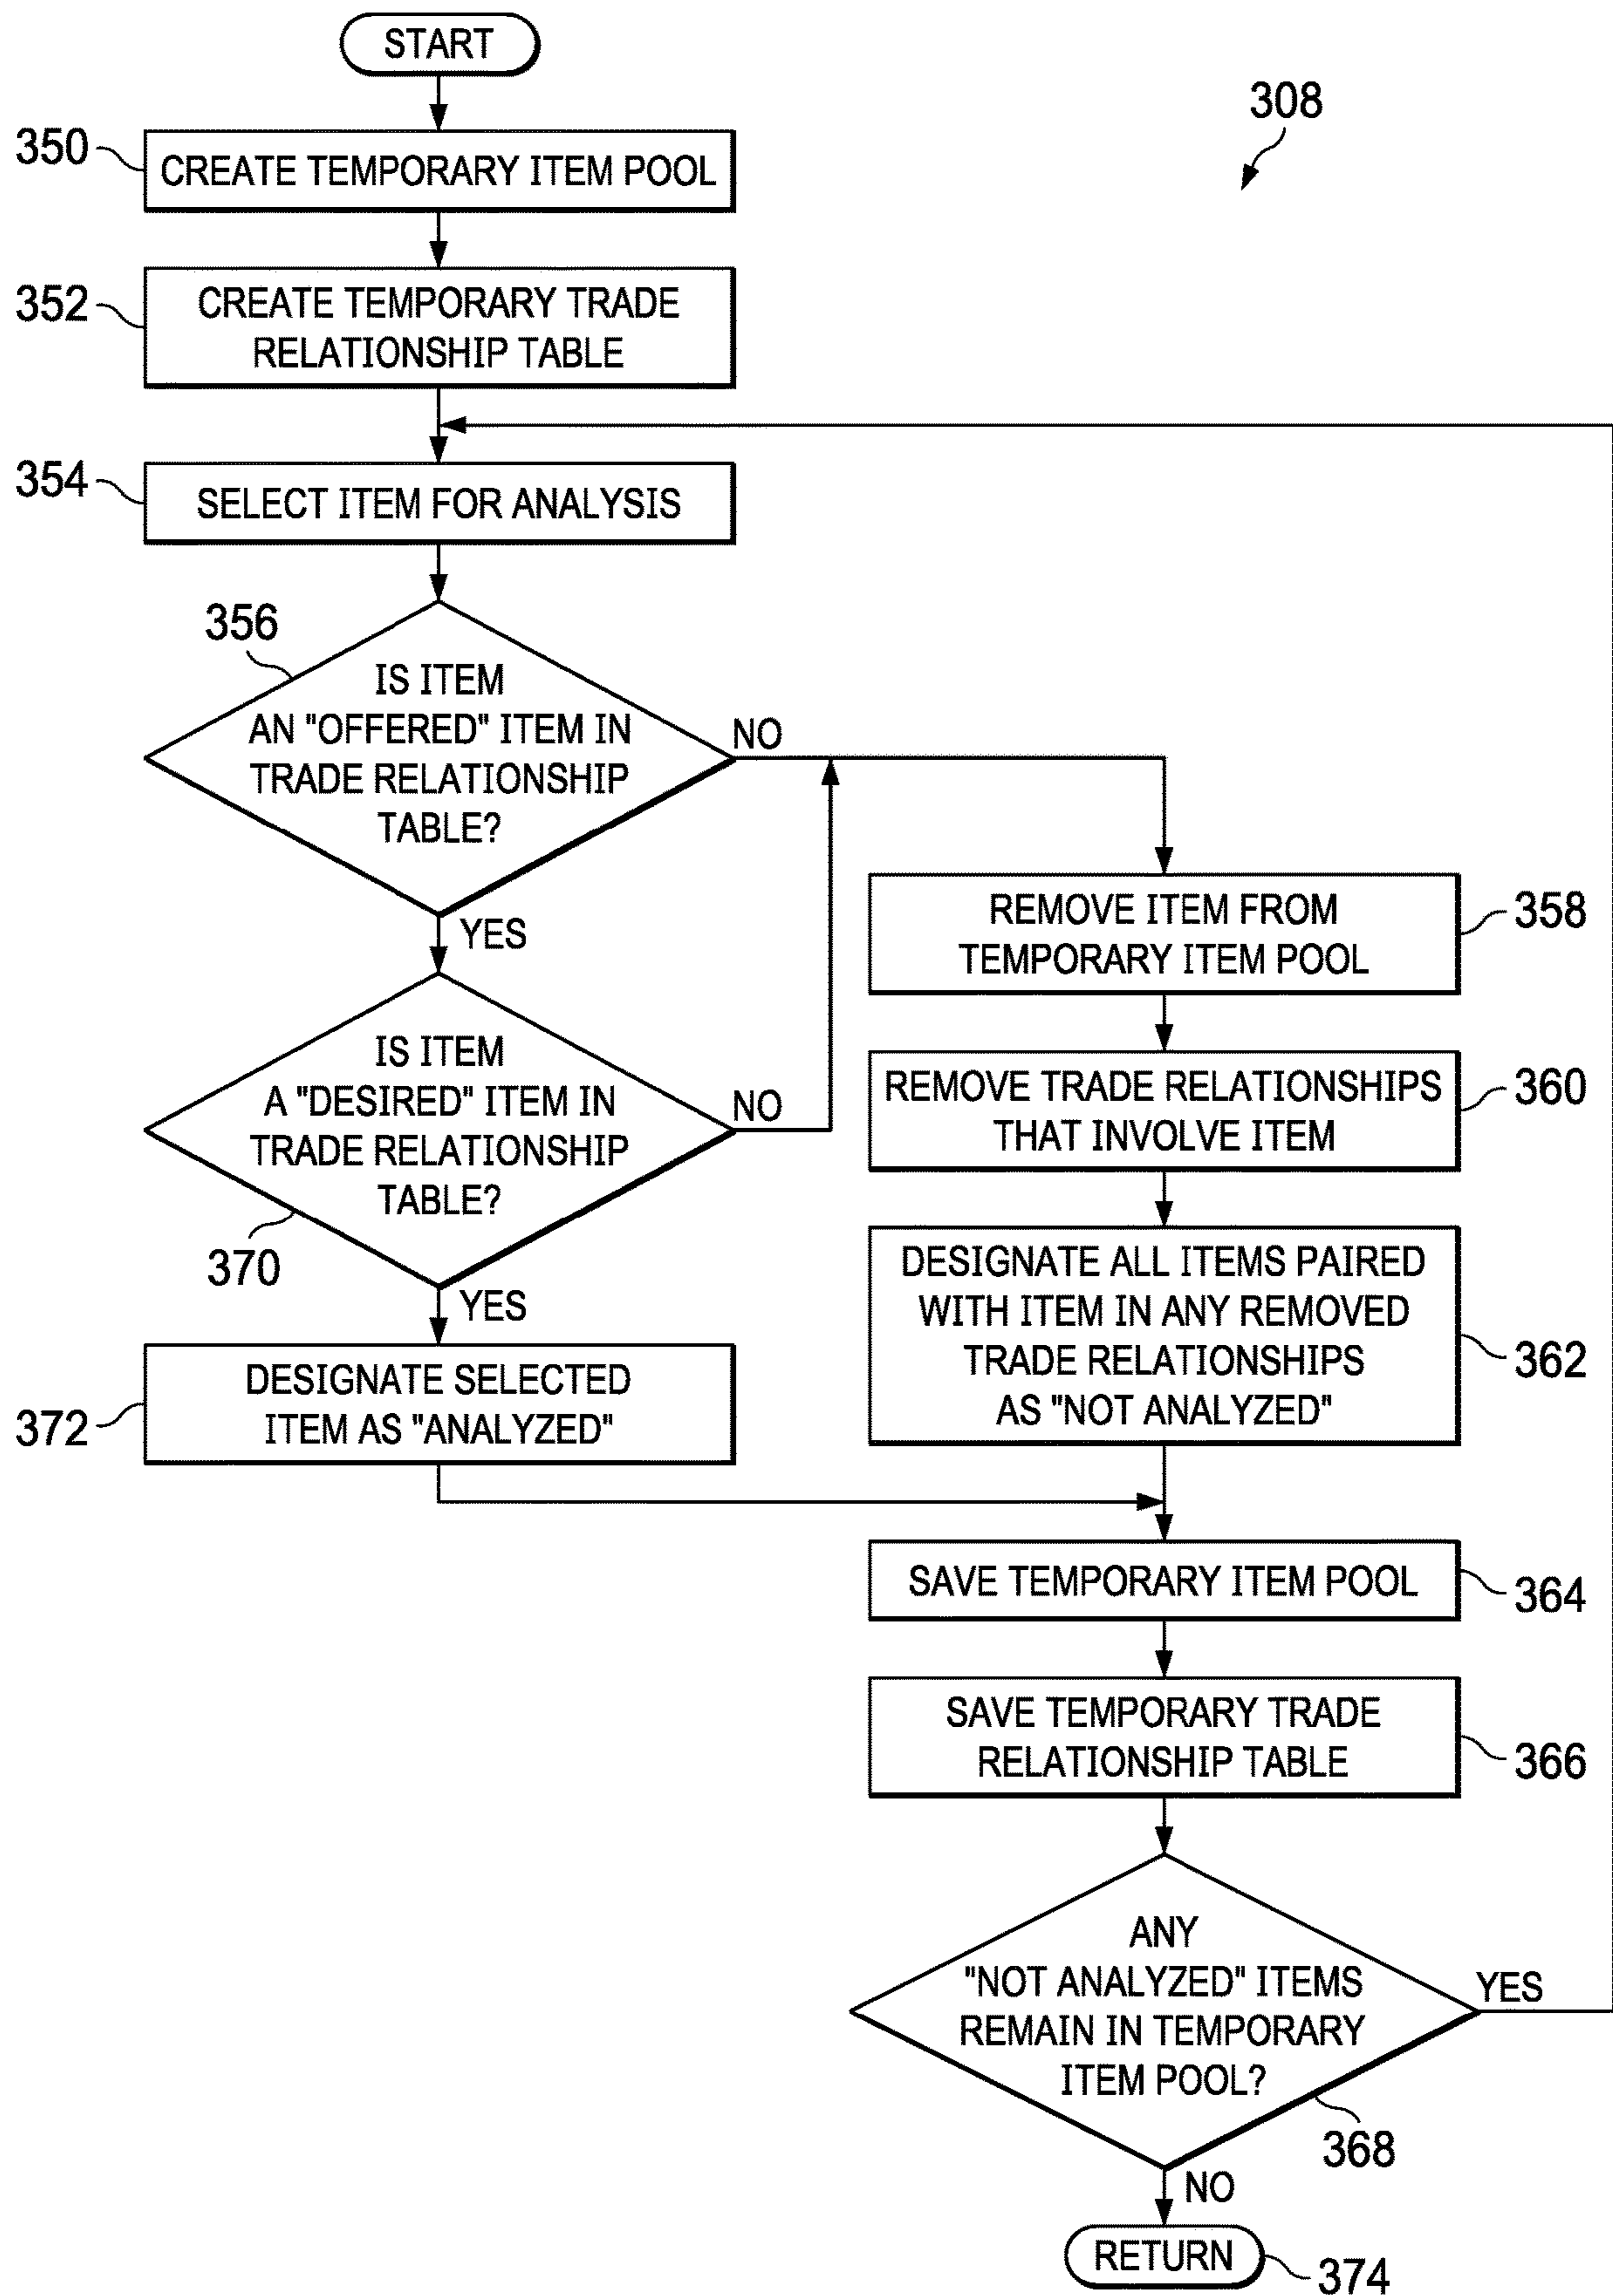 START
308
350
CREATE TEMPORARY ITEM POOL
352
CREATE TEMPORARY TRADE
RELATIONSHIP TABLE
354
SELECT ITEM FOR ANALYSIS
356
IS ITEM
AN "OFFERED" ITEM IN
TRADE RELATIONSHIP
TABLE?
NO
YES
REMOVE ITEM FROM
TEMPORARY ITEM POOL
358
IS ITEM
A "DESIRED" ITEM IN
TRADE RELATIONSHIP
TABLE?
NO
370
YES
REMOVE TRADE RELATIONSHIPS
THAT INVOLVE ITEM
360
DESIGNATE ALL ITEMS PAIRED
WITH ITEM IN ANY REMOVED
TRADE RELATIONSHIPS
AS "NOT ANALYZED"
362
372
DESIGNATE SELECTED
ITEM AS "ANALYZED"
SAVE TEMPORARY ITEM POOL
364
SAVE TEMPORARY TRADE
RELATIONSHIP TABLE
366
ANY
"NOT ANALYZED" ITEMS
REMAIN IN TEMPORARY
ITEM POOL?
YES
368
NO
RETURN
374